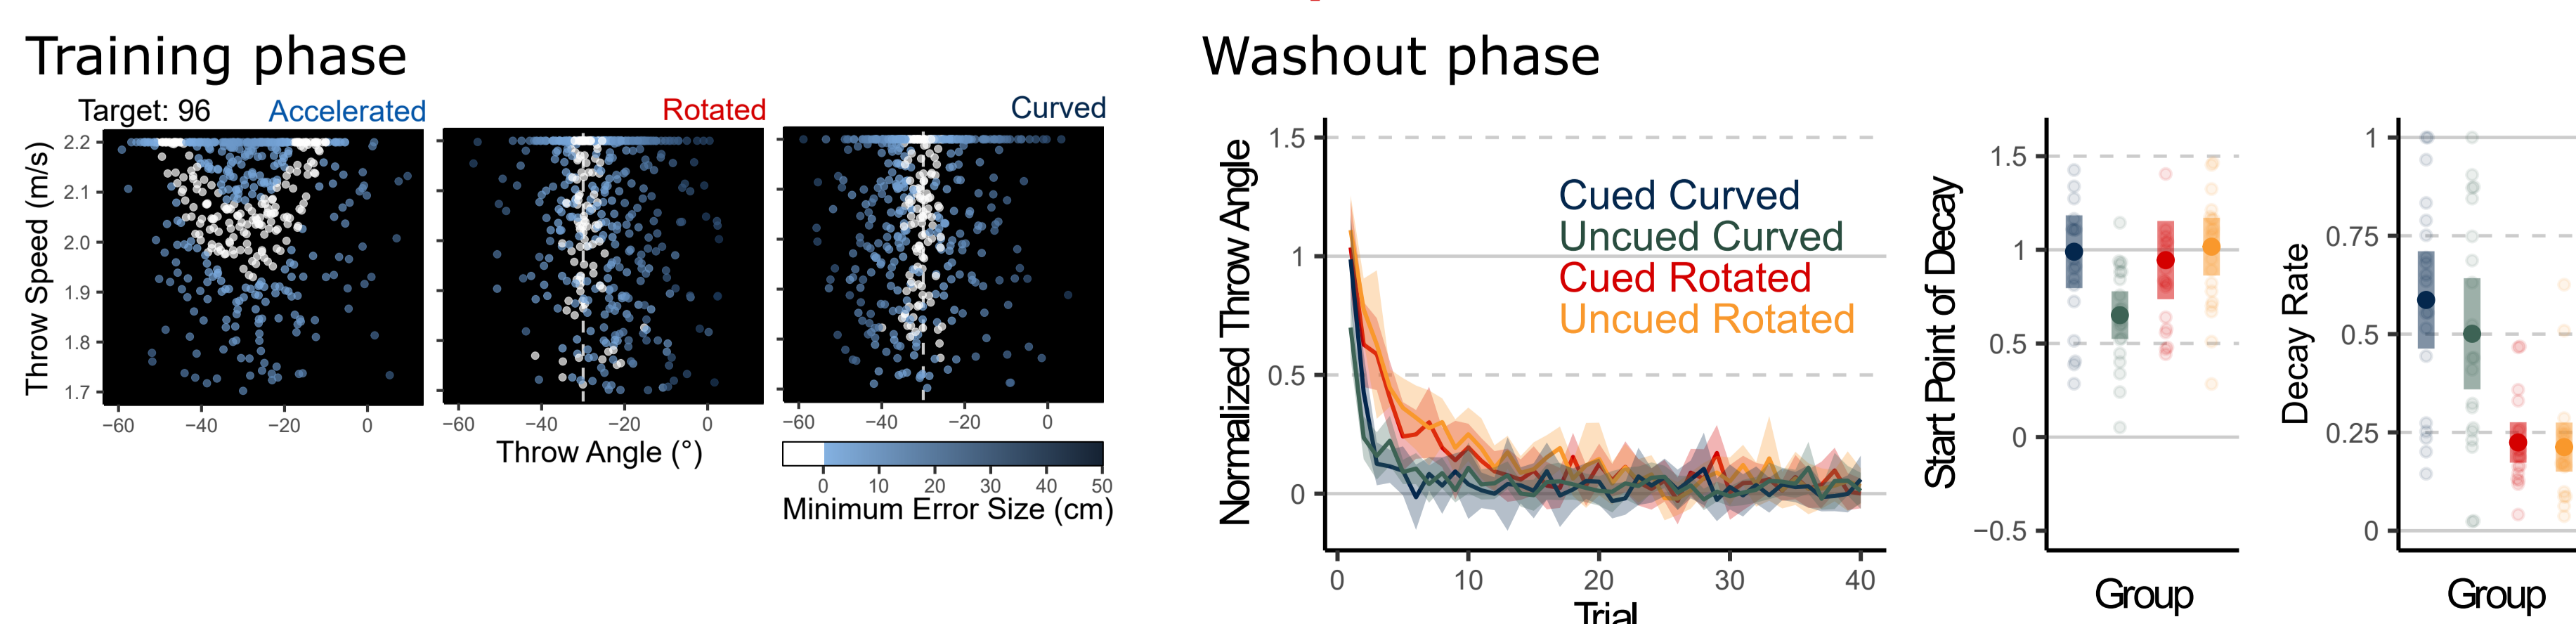 Training phase
Target: 96
Accelerated
Rotated
Curved
Throw Speed (m/s)
2.2
2.1
2.0
1.9
1.8
1.7
−60
−40
−20
0
−60
−40
−20
0
−60
−40
−20
0
Throw Angle (°)
0
10
20
30
40
50
Minimum Error Size (cm)
Washout phase
Normalized Throw Angle
1.5
1
0.5
0
Cued Curved
Uncued Curved
Cued Rotated
Uncued Rotated
0
10
20
30
40
Trial
Start Point of Decay
1.5
1
0.5
0
−0.5
Group
Decay Rate
1
0.75
0.5
0.25
0
Group